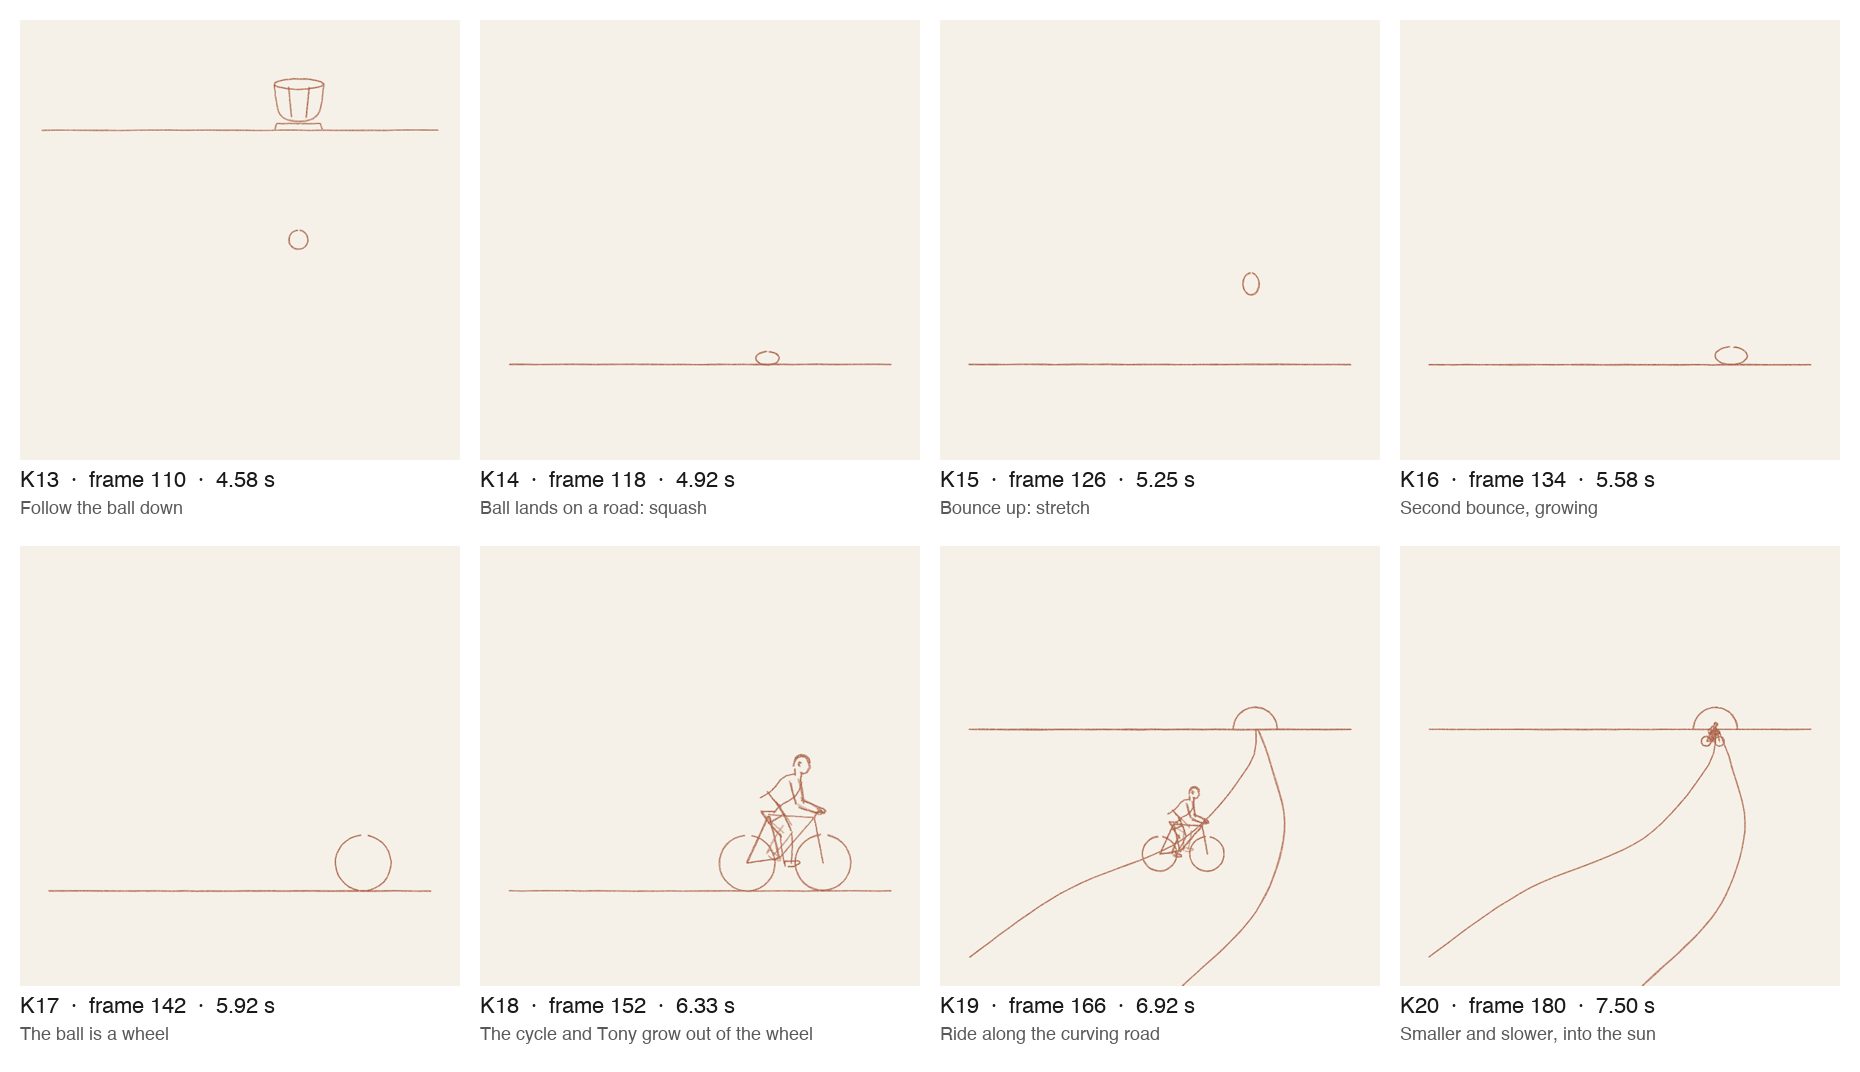 K13 · frame 110 · 4.58 s
Follow the ball down
K14 · frame 118 · 4.92 s
Ball lands on a road: squash
K15 · frame 126 · 5.25 s
Bounce up: stretch
K16 · frame 134 · 5.58 s
Second bounce, growing
K17 · frame 142 · 5.92 s
The ball is a wheel
K18 · frame 152 · 6.33 s
The cycle and Tony grow out of the wheel
K19 · frame 166 · 6.92 s
Ride along the curving road
K20 · frame 180 · 7.50 s
Smaller and slower, into the sun